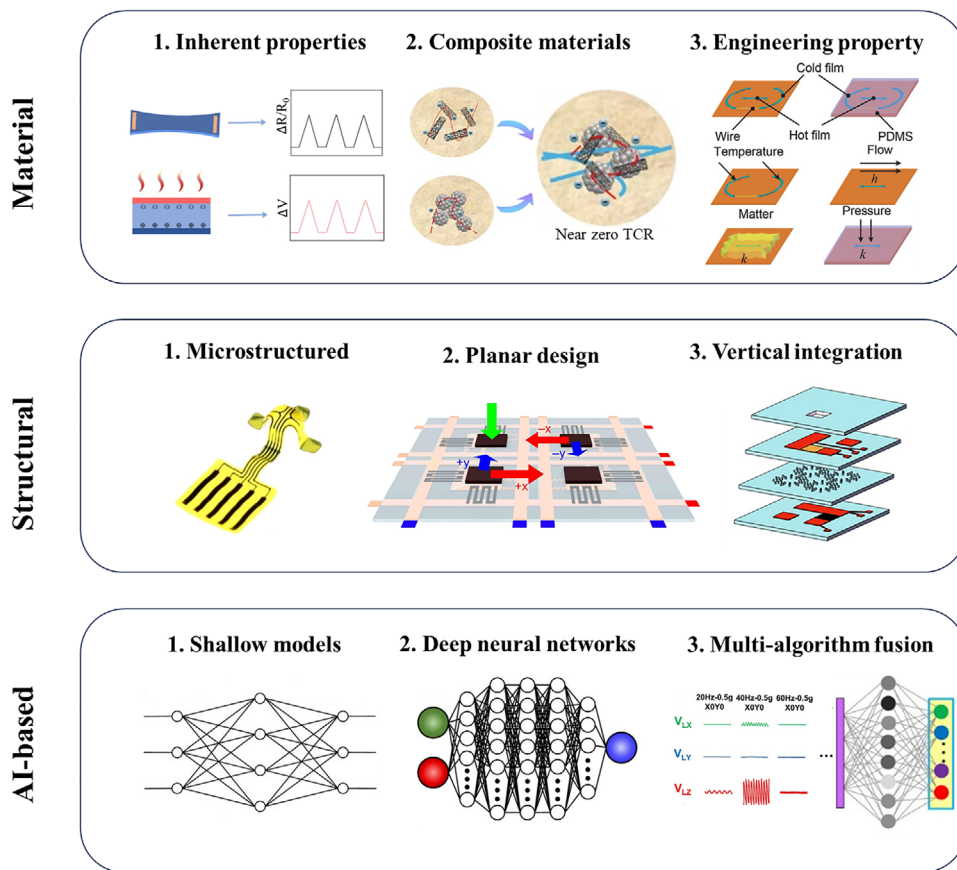 Material
1. Inherent properties
ΔR/R₀
ΔV
2. Composite materials
Near zero TCR
3. Engineering property
Cold film
Wire
Hot film
PDMS
Temperature
Flow
h
Matter
Pressure
k
k
Structural
1. Microstructured
2. Planar design
−x
+y
−y
+x
3. Vertical integration
AI-based
1. Shallow models
2. Deep neural networks
3. Multi-algorithm fusion
20Hz-0.5g 40Hz-0.5g 60Hz-0.5g
X0Y0 X0Y0 X0Y0
V_LX
V_LY
V_LZ